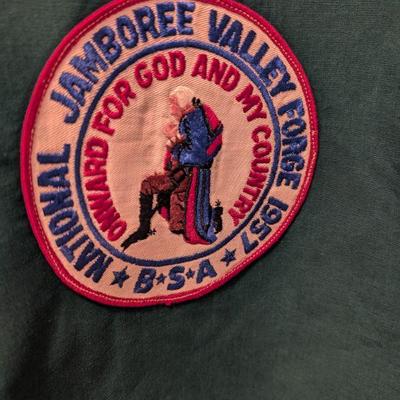 NATIONAL JAMBOREE VALLEY FORGE 1957
ONWARD FOR GOD AND MY COUNTRY
★ B★S★A ★